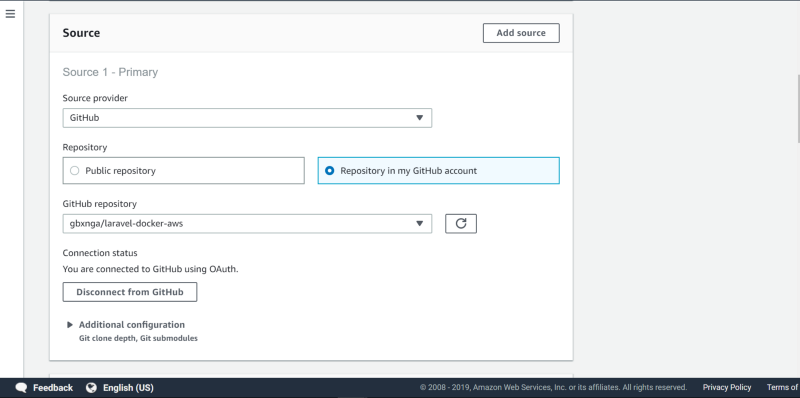 Source
Add source
Source 1 - Primary
Source provider
GitHub
Repository
Public repository
Repository in my GitHub account
GitHub repository
gbxnga/laravel-docker-aws
Connection status
You are connected to GitHub using OAuth.
Disconnect from GitHub
Additional configuration
Git clone depth, Git submodules
Feedback English (US) © 2008 - 2019, Amazon Web Services, Inc. or its affiliates. All rights reserved. Privacy Policy Terms of